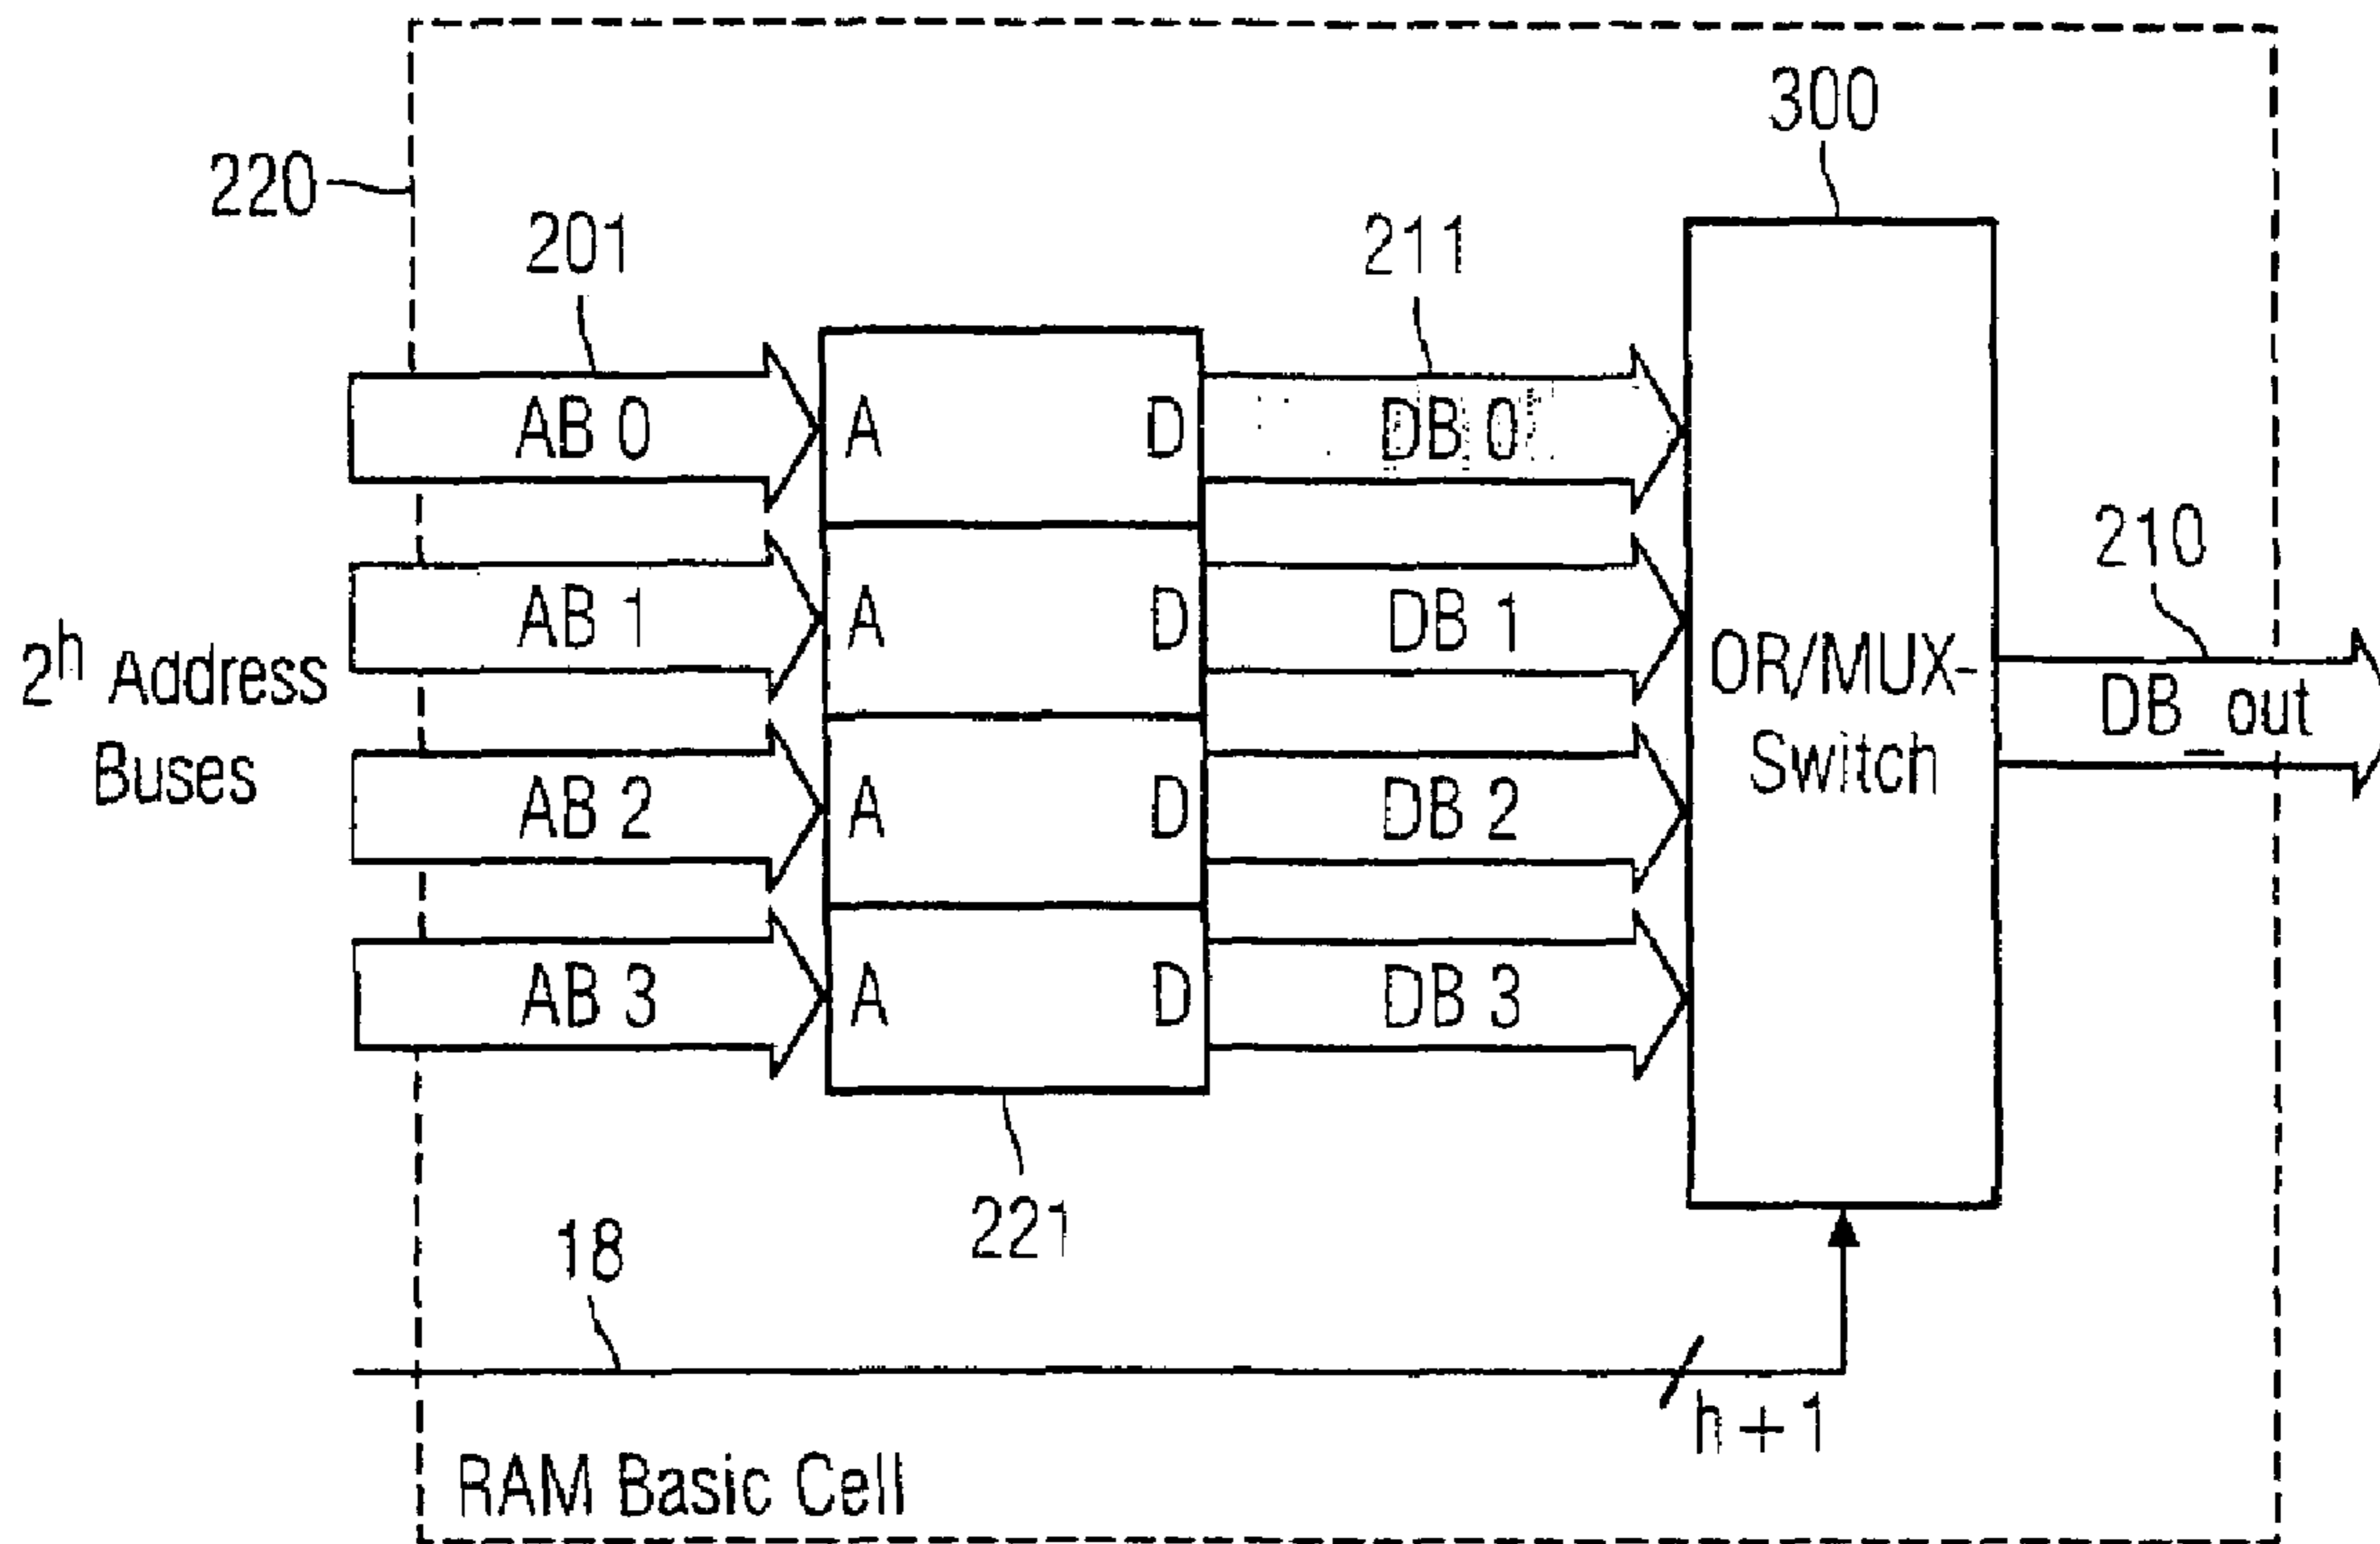 300
220
201
211
AB 0
A
D
DB 0
210
AB 1
A
D
DB 1
2^h Address
Buses
OR/MUX-
Switch
DB_out
AB 2
A
D
DB 2
AB 3
A
D
DB 3
221
18
h+1
RAM Basic Cell